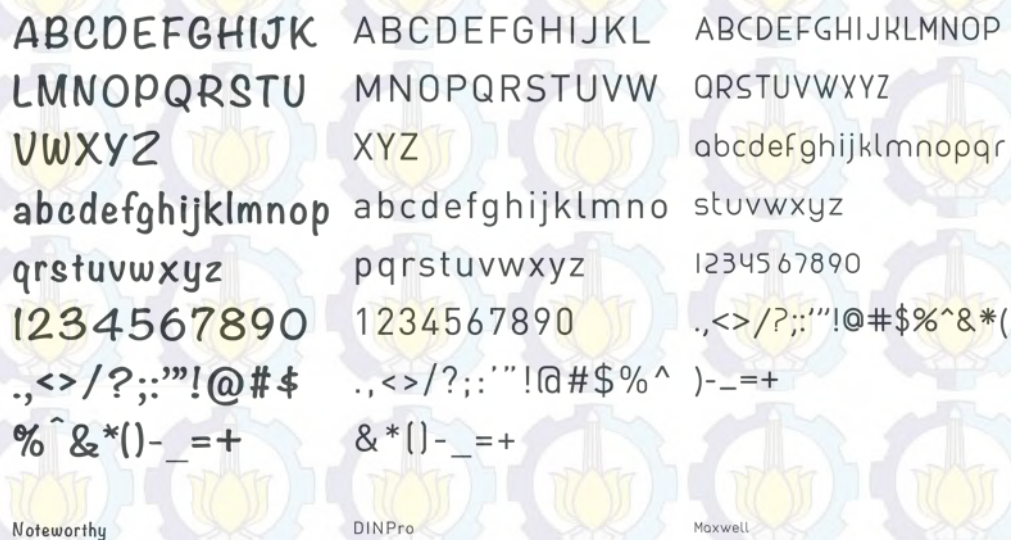 ABCDEFGHIJK
LMNOPQRSTU
VWXYZ
abcdefghijklmnop
qrstuvwxyz
1234567890
.,<>/?;:'"!@#$
%^&*()-_=+
Noteworthy
ABCDEFGHIJKL
MNOPQRSTUVW
XYZ
abcdefghijklmno
pqrstuvwxyz
1234567890
.,<>/?;:'"!@#$%^
&*()-_=+
DINPro
ABCDEFGHIJKLMNOP
QRSTUVWXYZ
abcdefghijklmnopqr
stuvwxyz
1234567890
.,<>/?;:'"!@#$%^&*(
)-_=+
Maxwell